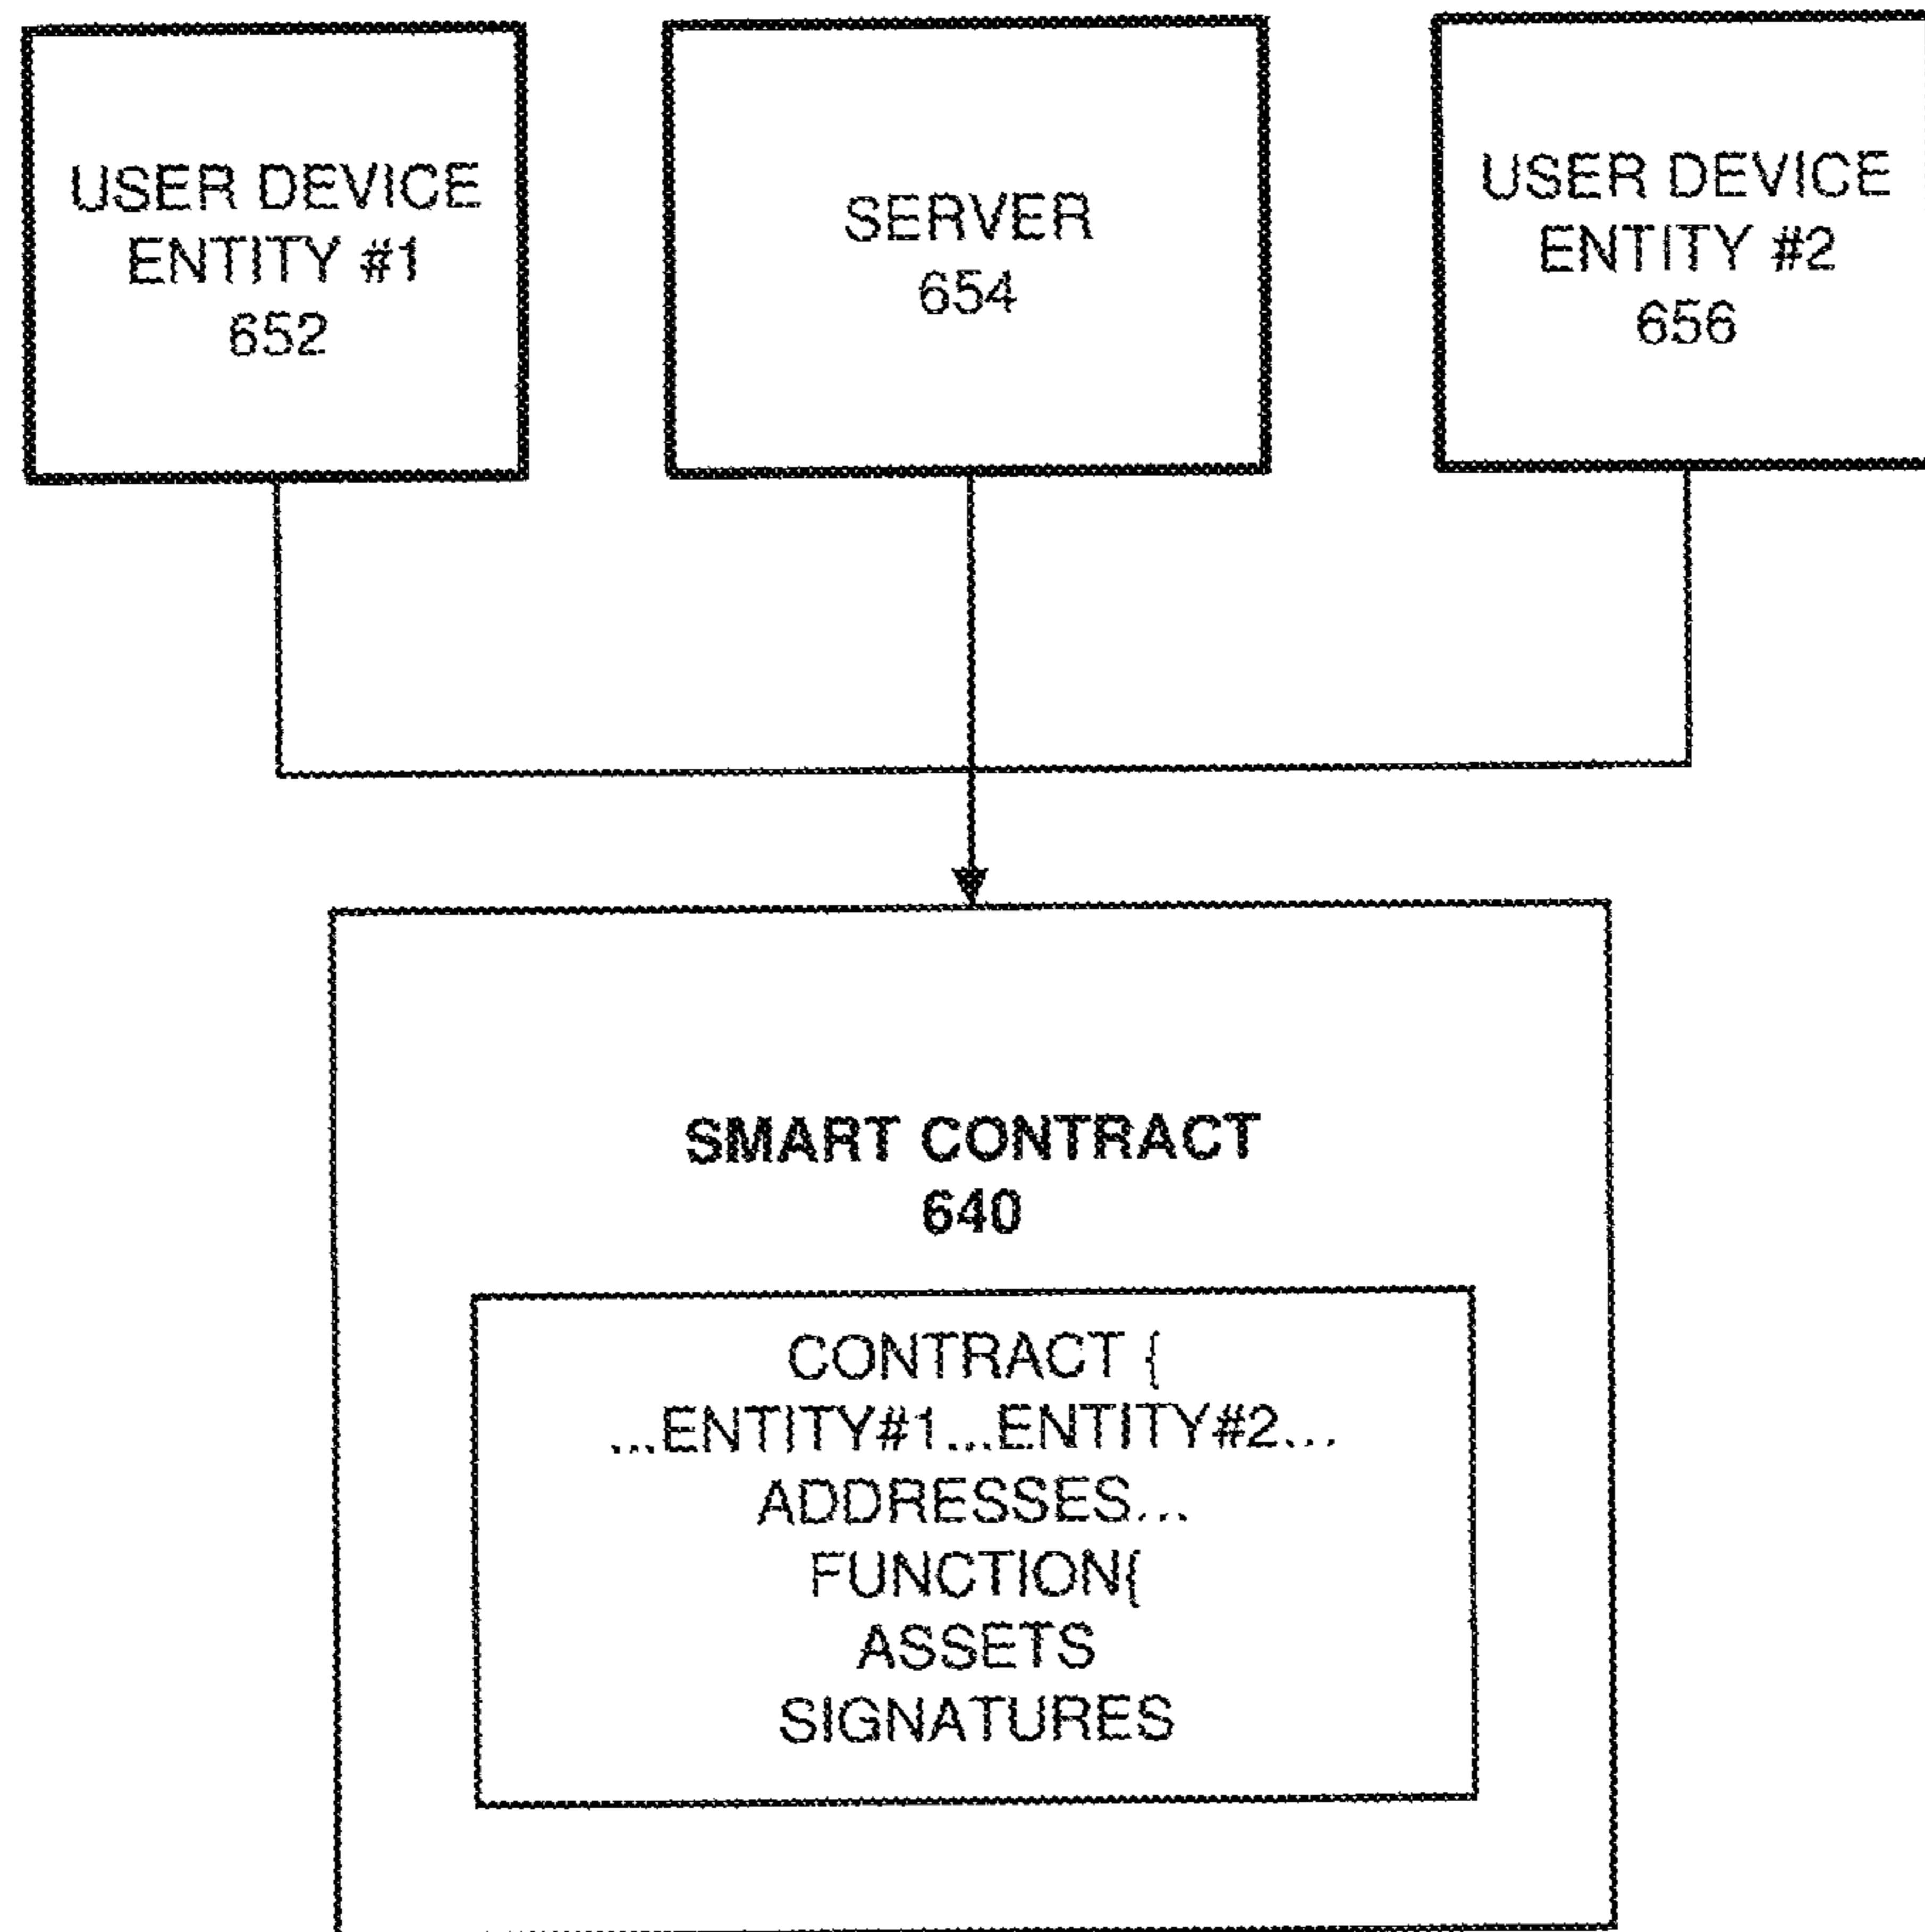 USER DEVICE
ENTITY #1
652
SERVER
654
USER DEVICE
ENTITY #2
656
SMART CONTRACT
640
CONTRACT {
...ENTITY#1...ENTITY#2...
ADDRESSES...
FUNCTION{
ASSETS
SIGNATURES